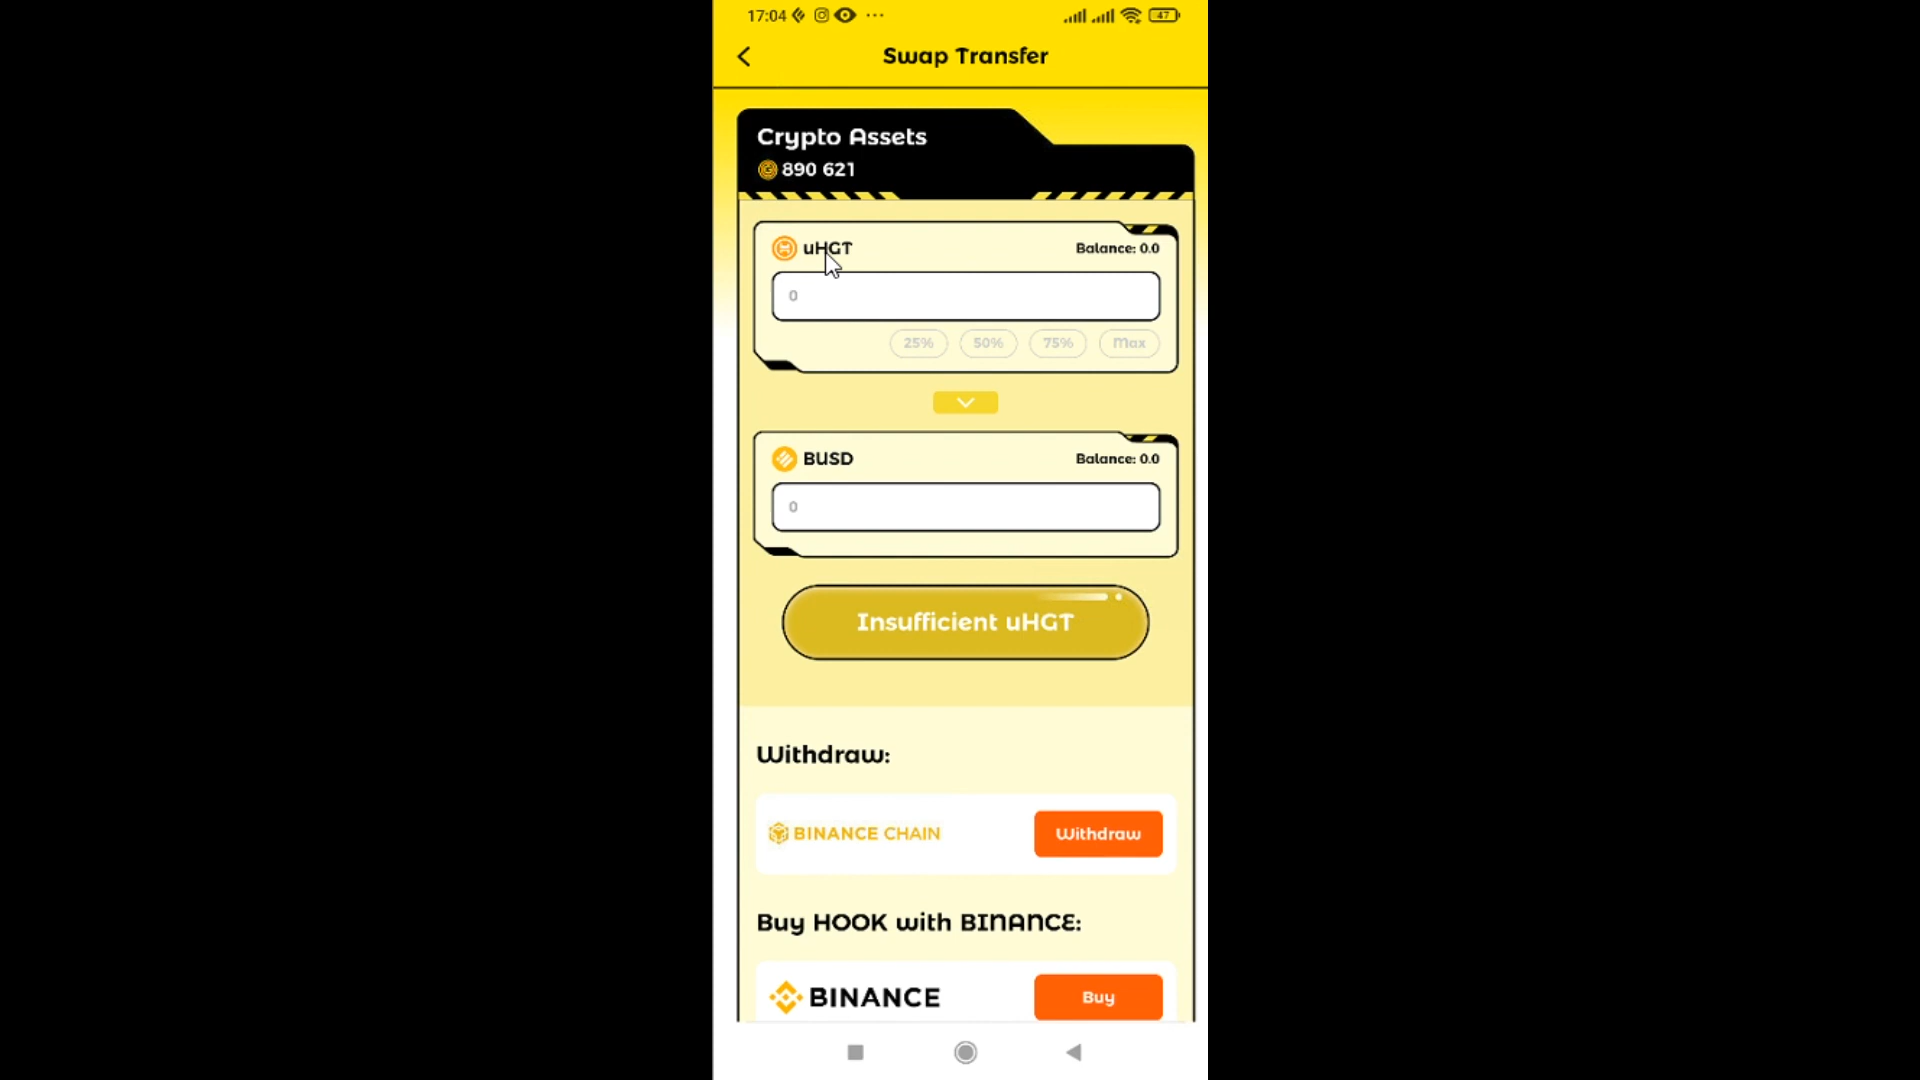 17:04 47
Swap Transfer
Crypto Assets
890 621
uHGT Balance: 0.0
0
25% 50% 75% Max
BUSD Balance: 0.0
0
Insufficient uHGT
Withdraw:
BINANCE CHAIN Withdraw
Buy HOOK with BINANCE:
BINANCE Buy